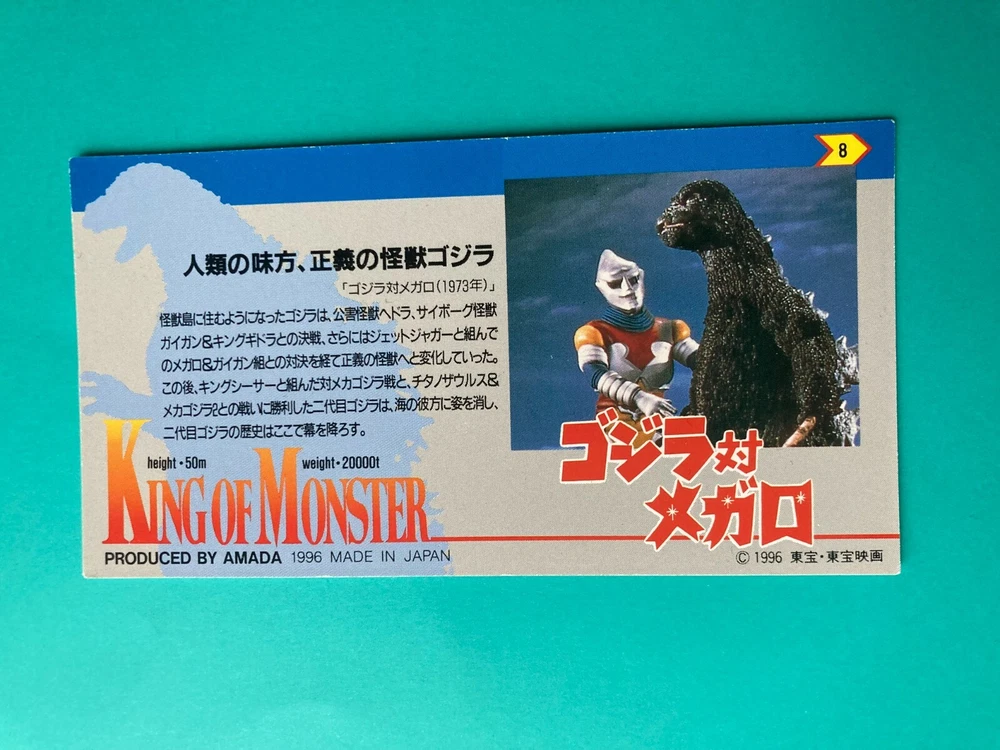 8
人類の味方、正義の怪獣ゴジラ
「ゴジラ対メガロ(1973年)」
怪獣島に住むようになったゴジラは、公害怪獣ヘドラ、サイボーグ怪獣
ガイガン&キングギドラとの決戦、さらにはジェットジャガーと組んで
のメガロ&ガイガン組との対決を経て正義の怪獣へと変化していった。
この後、キングシーサーと組んだ対メカゴジラ戦と、チタノザウルス&
メカゴジラ2との戦いに勝利した二代目ゴジラは、海の彼方に姿を消し、
二代目ゴジラの歴史はここで幕を降ろす。
height・50m weight・20000t
KING OF MONSTER
PRODUCED BY AMADA 1996 MADE IN JAPAN
ゴジラ対
メガロ
© 1996 東宝・東宝映画